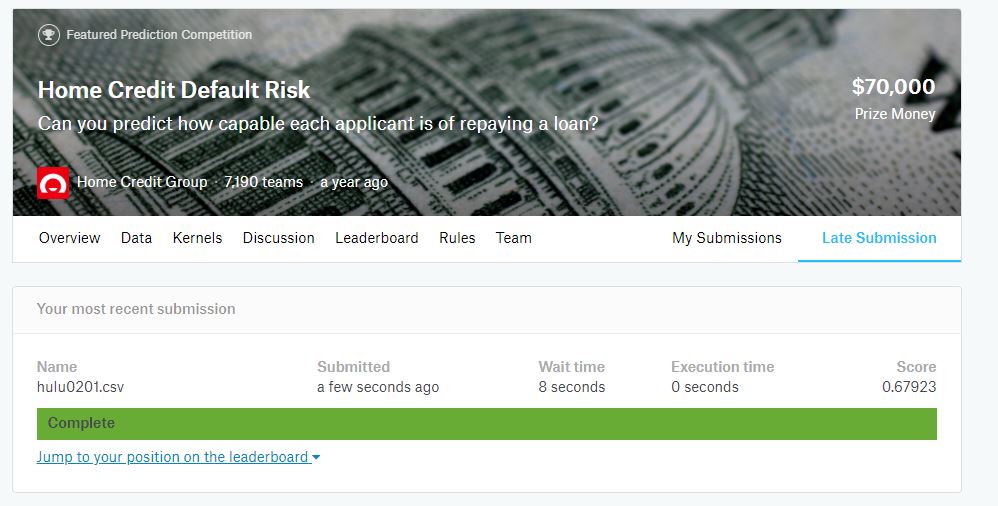 Featured Prediction Competition
Home Credit Default Risk
$70,000
Can you predict how capable each applicant is of repaying a loan?
Prize Money
Home Credit Group · 7,190 teams · a year ago
Overview Data Kernels Discussion Leaderboard Rules Team My Submissions Late Submission
Your most recent submission
Name Submitted Wait time Execution time Score
hulu0201.csv a few seconds ago 8 seconds 0 seconds 0.67923
Complete
Jump to your position on the leaderboard